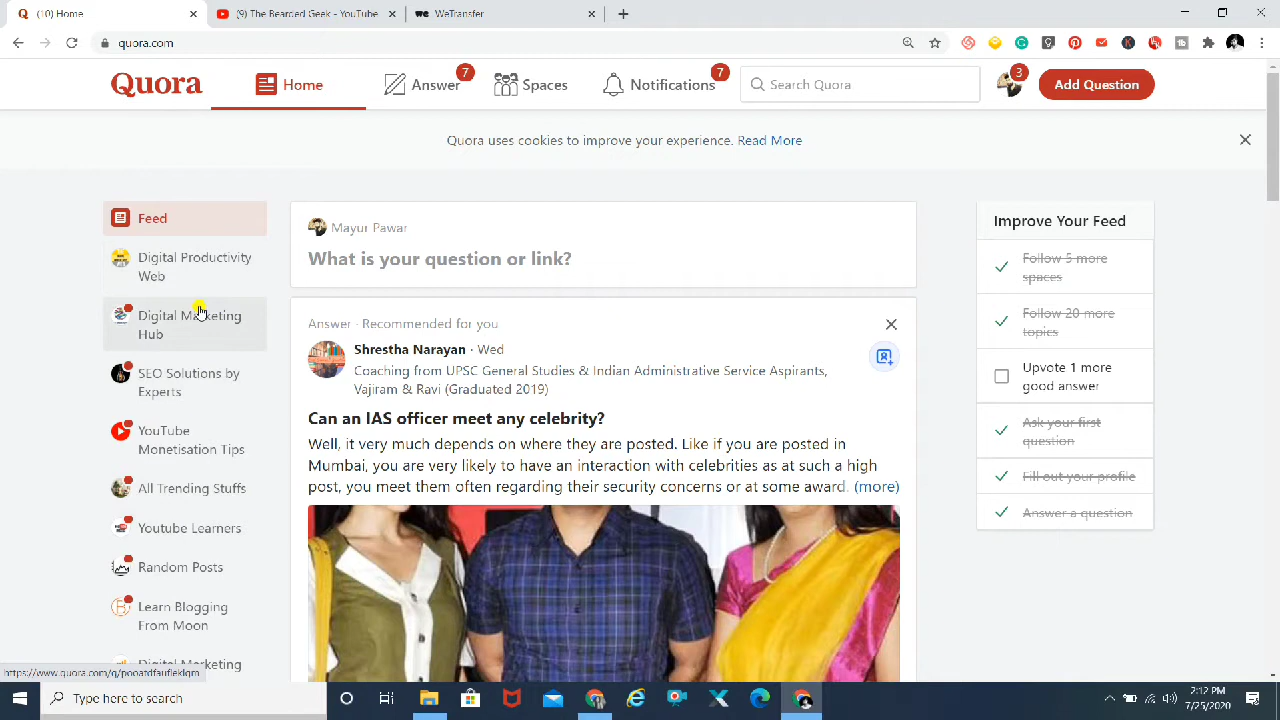 (10) Home
(9) The Bearded Geek - YouTube
we WeTransfer
quora.com
Quora
Home
Answer
7
Spaces
Notifications
7
Search Quora
3
Add Question
Quora uses cookies to improve your experience. Read More
Feed
Digital Productivity
Web
Digital Marketing
Hub
SEO Solutions by
Experts
YouTube
Monetisation Tips
All Trending Stuffs
Youtube Learners
Random Posts
Learn Blogging
From Moon
Digital Marketing
Mayur Pawar
What is your question or link?
Answer · Recommended for you
Shrestha Narayan · Wed
Coaching from UPSC General Studies & Indian Administrative Service Aspirants,
Vajiram & Ravi (Graduated 2019)
Can an IAS officer meet any celebrity?
Well, it very much depends on where they are posted. Like if you are posted in
Mumbai, you are very likely to have an interaction with celebrities as at such a high
post, you met them often regarding their security concerns or at some award. (more)
Improve Your Feed
Follow 5 more
spaces
Follow 20 more
topics
Upvote 1 more
good answer
Ask your first
question
Fill out your profile
Answer a question
Type here to search
2:12 PM
7/25/2020